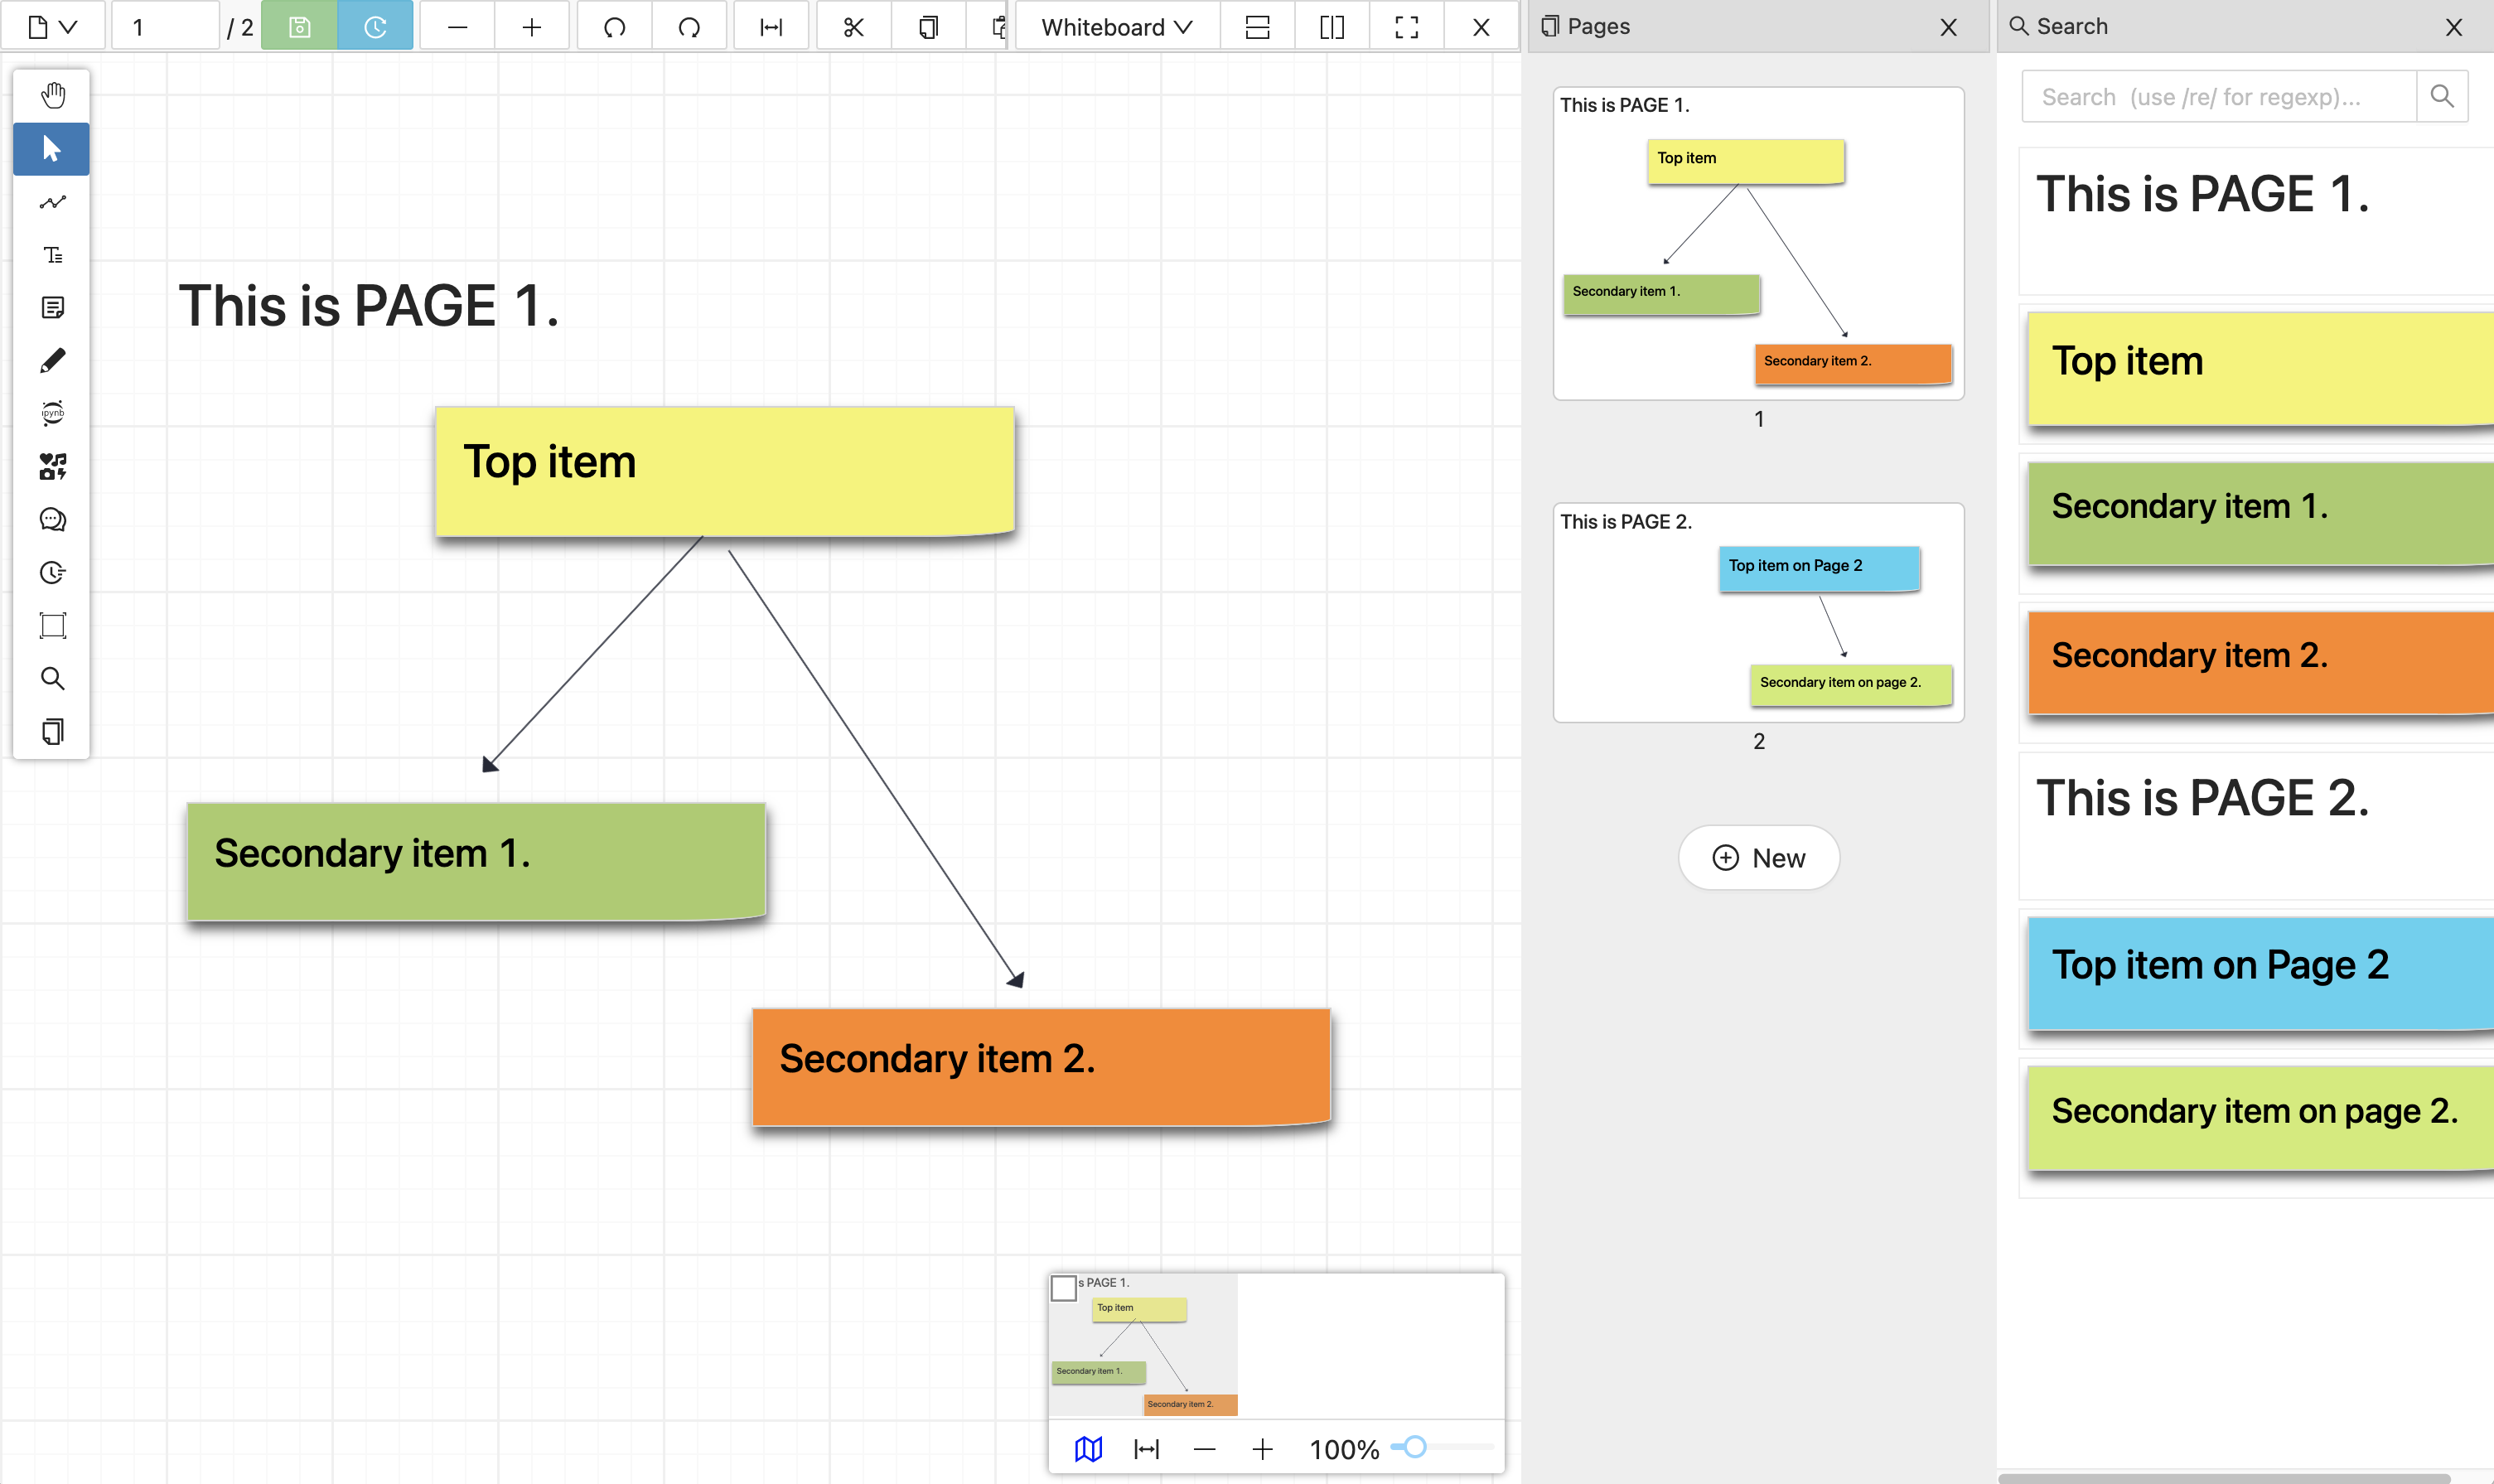 1
/ 2
Whiteboard
Pages
Search
ipynb
This is PAGE 1.
Top item
Secondary item 1.
Secondary item 2.
s PAGE 1.
Top item
Secondary item 1.
Secondary item 2.
100%
This is PAGE 1.
Top item
Secondary item 1.
Secondary item 2.
1
This is PAGE 2.
Top item on Page 2
Secondary item on page 2.
2
New
Search (use /re/ for regexp)...
This is PAGE 1.
Top item
Secondary item 1.
Secondary item 2.
This is PAGE 2.
Top item on Page 2
Secondary item on page 2.